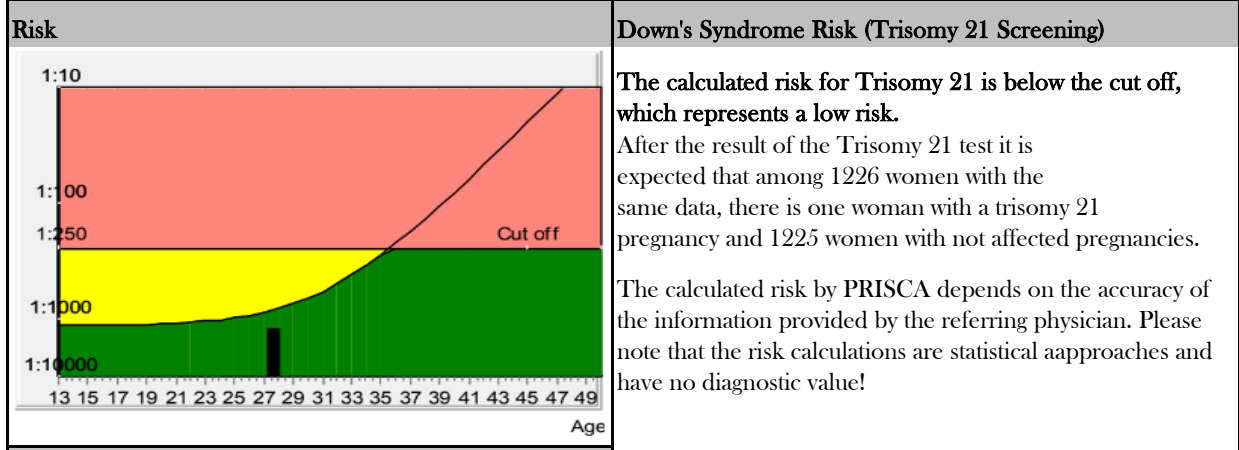 Risk
1:10
1:100
1:250
Cut off
1:1000
1:10000
13 15 17 19 21 23 25 27 29 31 33 35 37 39 41 43 45 47 49
Age
Down's Syndrome Risk (Trisomy 21 Screening)
The calculated risk for Trisomy 21 is below the cut off,
which represents a low risk.
After the result of the Trisomy 21 test it is
expected that among 1226 women with the
same data, there is one woman with a trisomy 21
pregnancy and 1225 women with not affected pregnancies.
The calculated risk by PRISCA depends on the accuracy of
the information provided by the referring physician. Please
note that the risk calculations are statistical aapproaches and
have no diagnostic value!